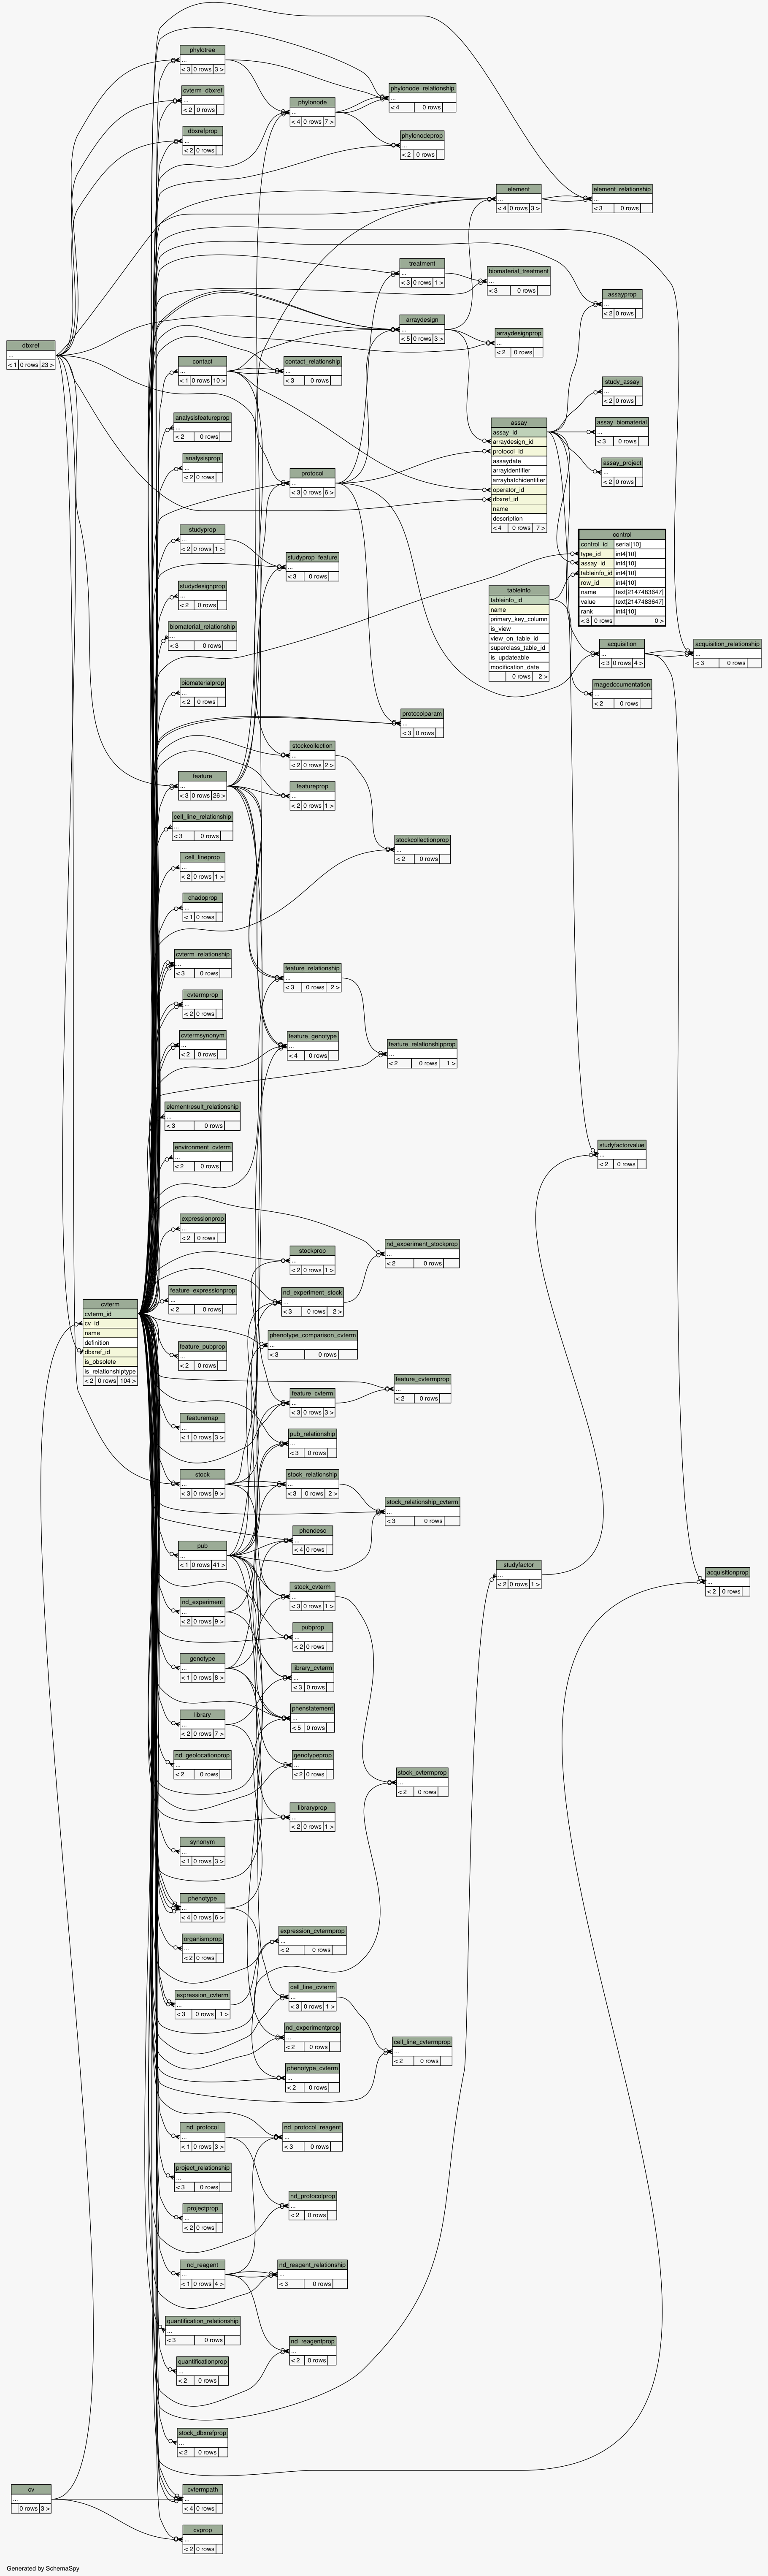 phylotree
...
< 3 0 rows 3 >
cvterm_dbxref
...
< 2 0 rows
dbxrefprop
...
< 2 0 rows
phylonode
...
< 4 0 rows 7 >
phylonode_relationship
...
< 4 0 rows
phylonodeprop
...
< 2 0 rows
element
...
< 4 0 rows 3 >
element_relationship
...
< 3 0 rows
treatment
...
< 3 0 rows 1 >
biomaterial_treatment
...
< 3 0 rows
assayprop
...
< 2 0 rows
arraydesign
...
< 5 0 rows 3 >
arraydesignprop
...
< 2 0 rows
dbxref
...
< 1 0 rows 23 >
contact
...
< 1 0 rows 10 >
contact_relationship
...
< 3 0 rows
study_assay
...
< 2 0 rows
analysisfeatureprop
...
< 2 0 rows
assay
assay_id
arraydesign_id
protocol_id
assaydate
arrayidentifier
arraybatchidentifier
operator_id
dbxref_id
name
description
< 4 0 rows 7 >
assay_biomaterial
...
< 3 0 rows
analysisprop
...
< 2 0 rows
assay_project
...
< 2 0 rows
protocol
...
< 3 0 rows 6 >
studyprop
...
< 2 0 rows 1 >
control
control_id serial[10]
type_id int4[10]
assay_id int4[10]
tableinfo_id int4[10]
row_id int4[10]
name text[2147483647]
value text[2147483647]
rank int4[10]
< 3 0 rows 0 >
studyprop_feature
...
< 3 0 rows
studydesignprop
...
< 2 0 rows
tableinfo
tableinfo_id
name
primary_key_column
is_view
view_on_table_id
superclass_table_id
is_updateable
modification_date
0 rows 2 >
biomaterial_relationship
...
< 3 0 rows
acquisition
...
< 3 0 rows 4 >
acquisition_relationship
...
< 3 0 rows
biomaterialprop
...
< 2 0 rows
magedocumentation
...
< 2 0 rows
protocolparam
...
< 3 0 rows
stockcollection
...
< 2 0 rows 2 >
feature
...
< 3 0 rows 26 >
featureprop
...
< 2 0 rows 1 >
cell_line_relationship
...
< 3 0 rows
stockcollectionprop
...
< 2 0 rows
cell_lineprop
...
< 2 0 rows 1 >
chadoprop
...
< 1 0 rows
cvterm_relationship
...
< 3 0 rows
feature_relationship
...
< 3 0 rows 2 >
cvtermprop
...
< 2 0 rows
cvtermsynonym
...
< 2 0 rows
feature_genotype
...
< 4 0 rows
feature_relationshipprop
...
< 2 0 rows 1 >
elementresult_relationship
...
< 3 0 rows
environment_cvterm
...
< 2 0 rows
studyfactorvalue
...
< 2 0 rows
expressionprop
...
< 2 0 rows
nd_experiment_stockprop
...
< 2 0 rows
stockprop
...
< 2 0 rows 1 >
feature_expressionprop
...
< 2 0 rows
nd_experiment_stock
...
< 3 0 rows 2 >
cvterm
cvterm_id
cv_id
name
definition
dbxref_id
is_obsolete
is_relationshiptype
< 2 0 rows 104 >
phenotype_comparison_cvterm
...
< 3 0 rows
feature_pubprop
...
< 2 0 rows
feature_cvtermprop
...
< 2 0 rows
feature_cvterm
...
< 3 0 rows 3 >
featuremap
...
< 1 0 rows 3 >
pub_relationship
...
< 3 0 rows
stock
...
< 3 0 rows 9 >
stock_relationship
...
< 3 0 rows 2 >
stock_relationship_cvterm
...
< 3 0 rows
pub
...
< 1 0 rows 41 >
phendesc
...
< 4 0 rows
studyfactor
...
< 2 0 rows 1 >
acquisitionprop
...
< 2 0 rows
nd_experiment
...
< 2 0 rows 9 >
stock_cvterm
...
< 3 0 rows 1 >
pubprop
...
< 2 0 rows
genotype
...
< 1 0 rows 8 >
library_cvterm
...
< 3 0 rows
library
...
< 2 0 rows 7 >
phenstatement
...
< 5 0 rows
nd_geolocationprop
...
< 2 0 rows
genotypeprop
...
< 2 0 rows
stock_cvtermprop
...
< 2 0 rows
libraryprop
...
< 2 0 rows 1 >
synonym
...
< 1 0 rows 3 >
phenotype
...
< 4 0 rows 6 >
organismprop
...
< 2 0 rows
expression_cvtermprop
...
< 2 0 rows
expression_cvterm
...
< 3 0 rows 1 >
cell_line_cvterm
...
< 3 0 rows 1 >
nd_experimentprop
...
< 2 0 rows
cell_line_cvtermprop
...
< 2 0 rows
phenotype_cvterm
...
< 2 0 rows
nd_protocol
...
< 1 0 rows 3 >
nd_protocol_reagent
...
< 3 0 rows
project_relationship
...
< 3 0 rows
projectprop
...
< 2 0 rows
nd_protocolprop
...
< 2 0 rows
nd_reagent
...
< 1 0 rows 4 >
nd_reagent_relationship
...
< 3 0 rows
quantification_relationship
...
< 3 0 rows
nd_reagentprop
...
< 2 0 rows
quantificationprop
...
< 2 0 rows
stock_dbxrefprop
...
< 2 0 rows
cv
...
0 rows 3 >
cvtermpath
...
< 4 0 rows
cvprop
...
< 2 0 rows
Generated by SchemaSpy